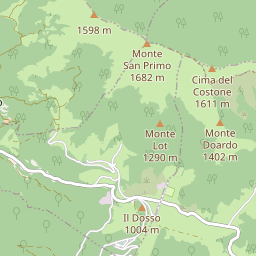 1598 m
Monte
San Primo
1682 m
Cima del
Costone
1611 m
Monte
Lot
1290 m
Monte
Doardo
1402 m
Il Dosso
1004 m